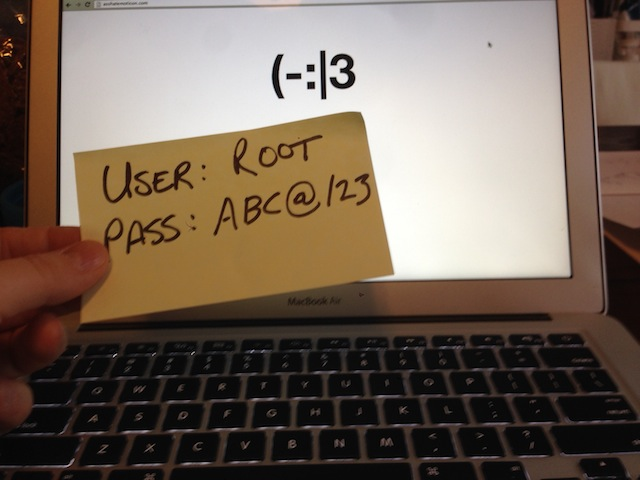 (-:|3
USER: ROOT
PASS: ABC@123
MacBook Air
Q W E R T Y U I O P
A S D F G H J K L
Z X C V B N M